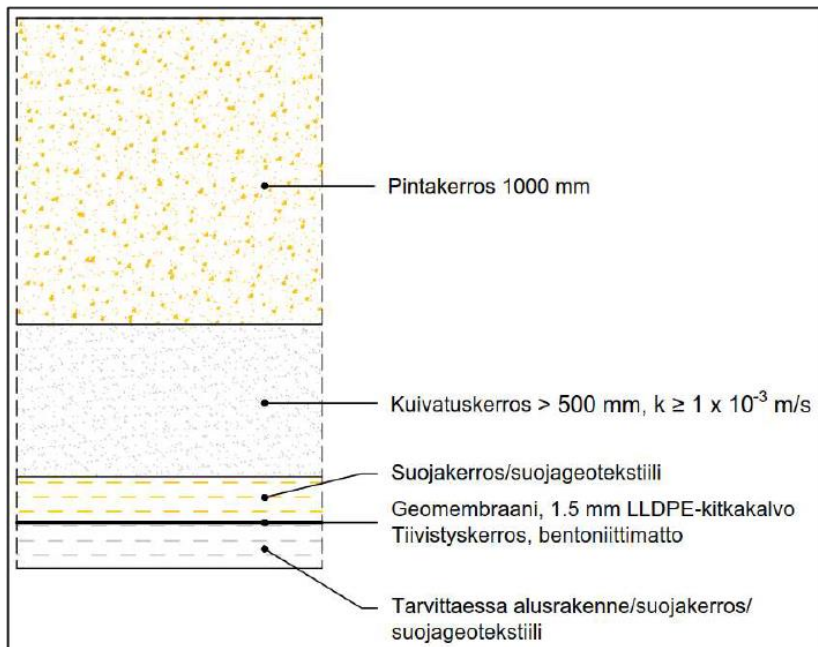 Pintakerros 1000 mm
Kuivatuskerros > 500 mm, k ≥ 1 x 10⁻³ m/s
Suojakerros/suojageotekstiili
Geomembraani, 1.5 mm LLDPE-kitkakalvo
Tiivistyskerros, bentoniittimatto
Tarvittaessa alusrakenne/suojakerros/
suojageotekstiili